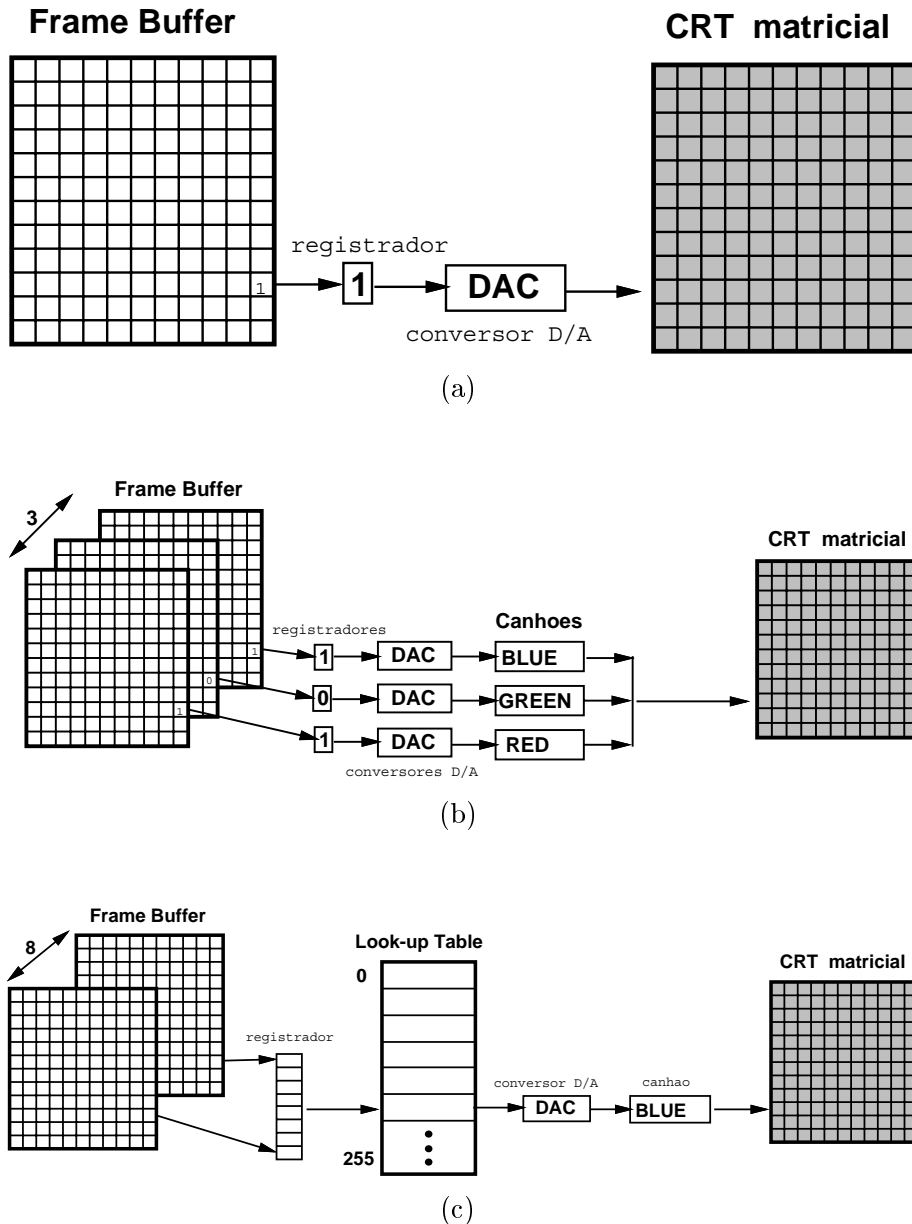 Frame Buffer
CRT matricial
registrador
1
1
DAC
conversor D/A
(a)
Frame Buffer
3
CRT matricial
registradores
Canhoes
1
1
DAC
BLUE
0
0
DAC
GREEN
1
1
DAC
RED
conversores D/A
(b)
Frame Buffer
8
Look-up Table
CRT matricial
0
registrador
conversor D/A
canhao
DAC
BLUE
255
(c)